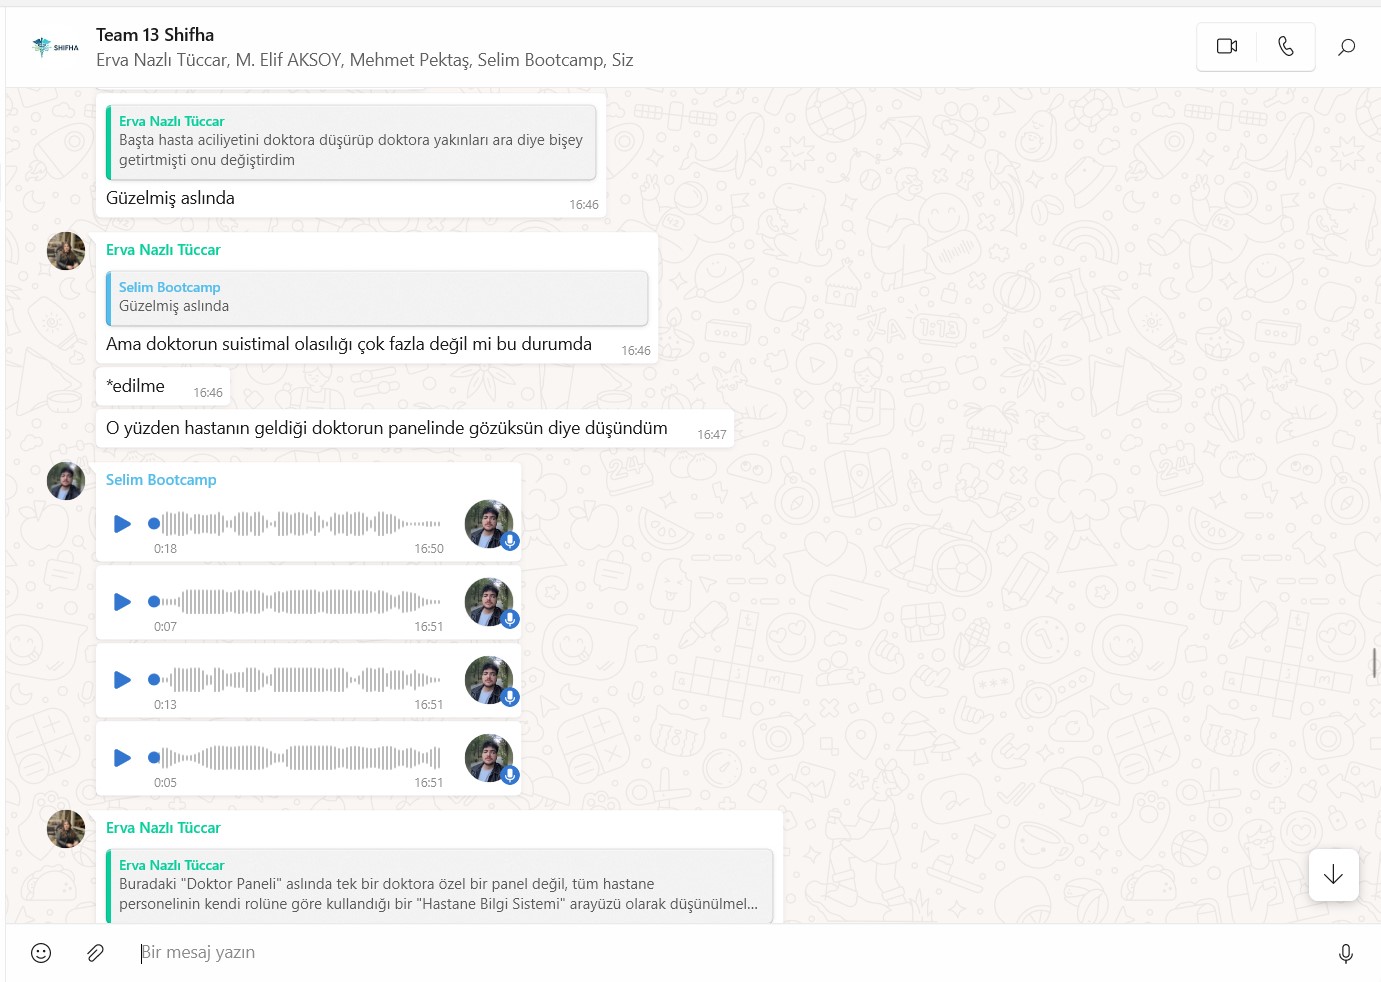 SHIFHA
Team 13 Shifha
Erva Nazlı Tüccar, M. Elif AKSOY, Mehmet Pektaş, Selim Bootcamp, Siz
Erva Nazlı Tüccar
Başta hasta aciliyetini doktora düşürüp doktora yakınları ara diye bişey
getirtmişti onu değiştirdim
Güzelmiş aslında
16:46
Erva Nazlı Tüccar
Selim Bootcamp
Güzelmiş aslında
Ama doktorun suistimal olasılığı çok fazla değil mi bu durumda
16:46
*edilme
16:46
O yüzden hastanın geldiği doktorun panelinde gözüksün diye düşündüm
16:47
Selim Bootcamp
0:18
16:50
0:07
16:51
0:13
16:51
0:05
16:51
Erva Nazlı Tüccar
Erva Nazlı Tüccar
Buradaki "Doktor Paneli" aslında tek bir doktora özel bir panel değil, tüm hastane
personelinin kendi rolüne göre kullandığı bir "Hastane Bilgi Sistemi" arayüzü olarak düşünülmel...
Bir mesaj yazın